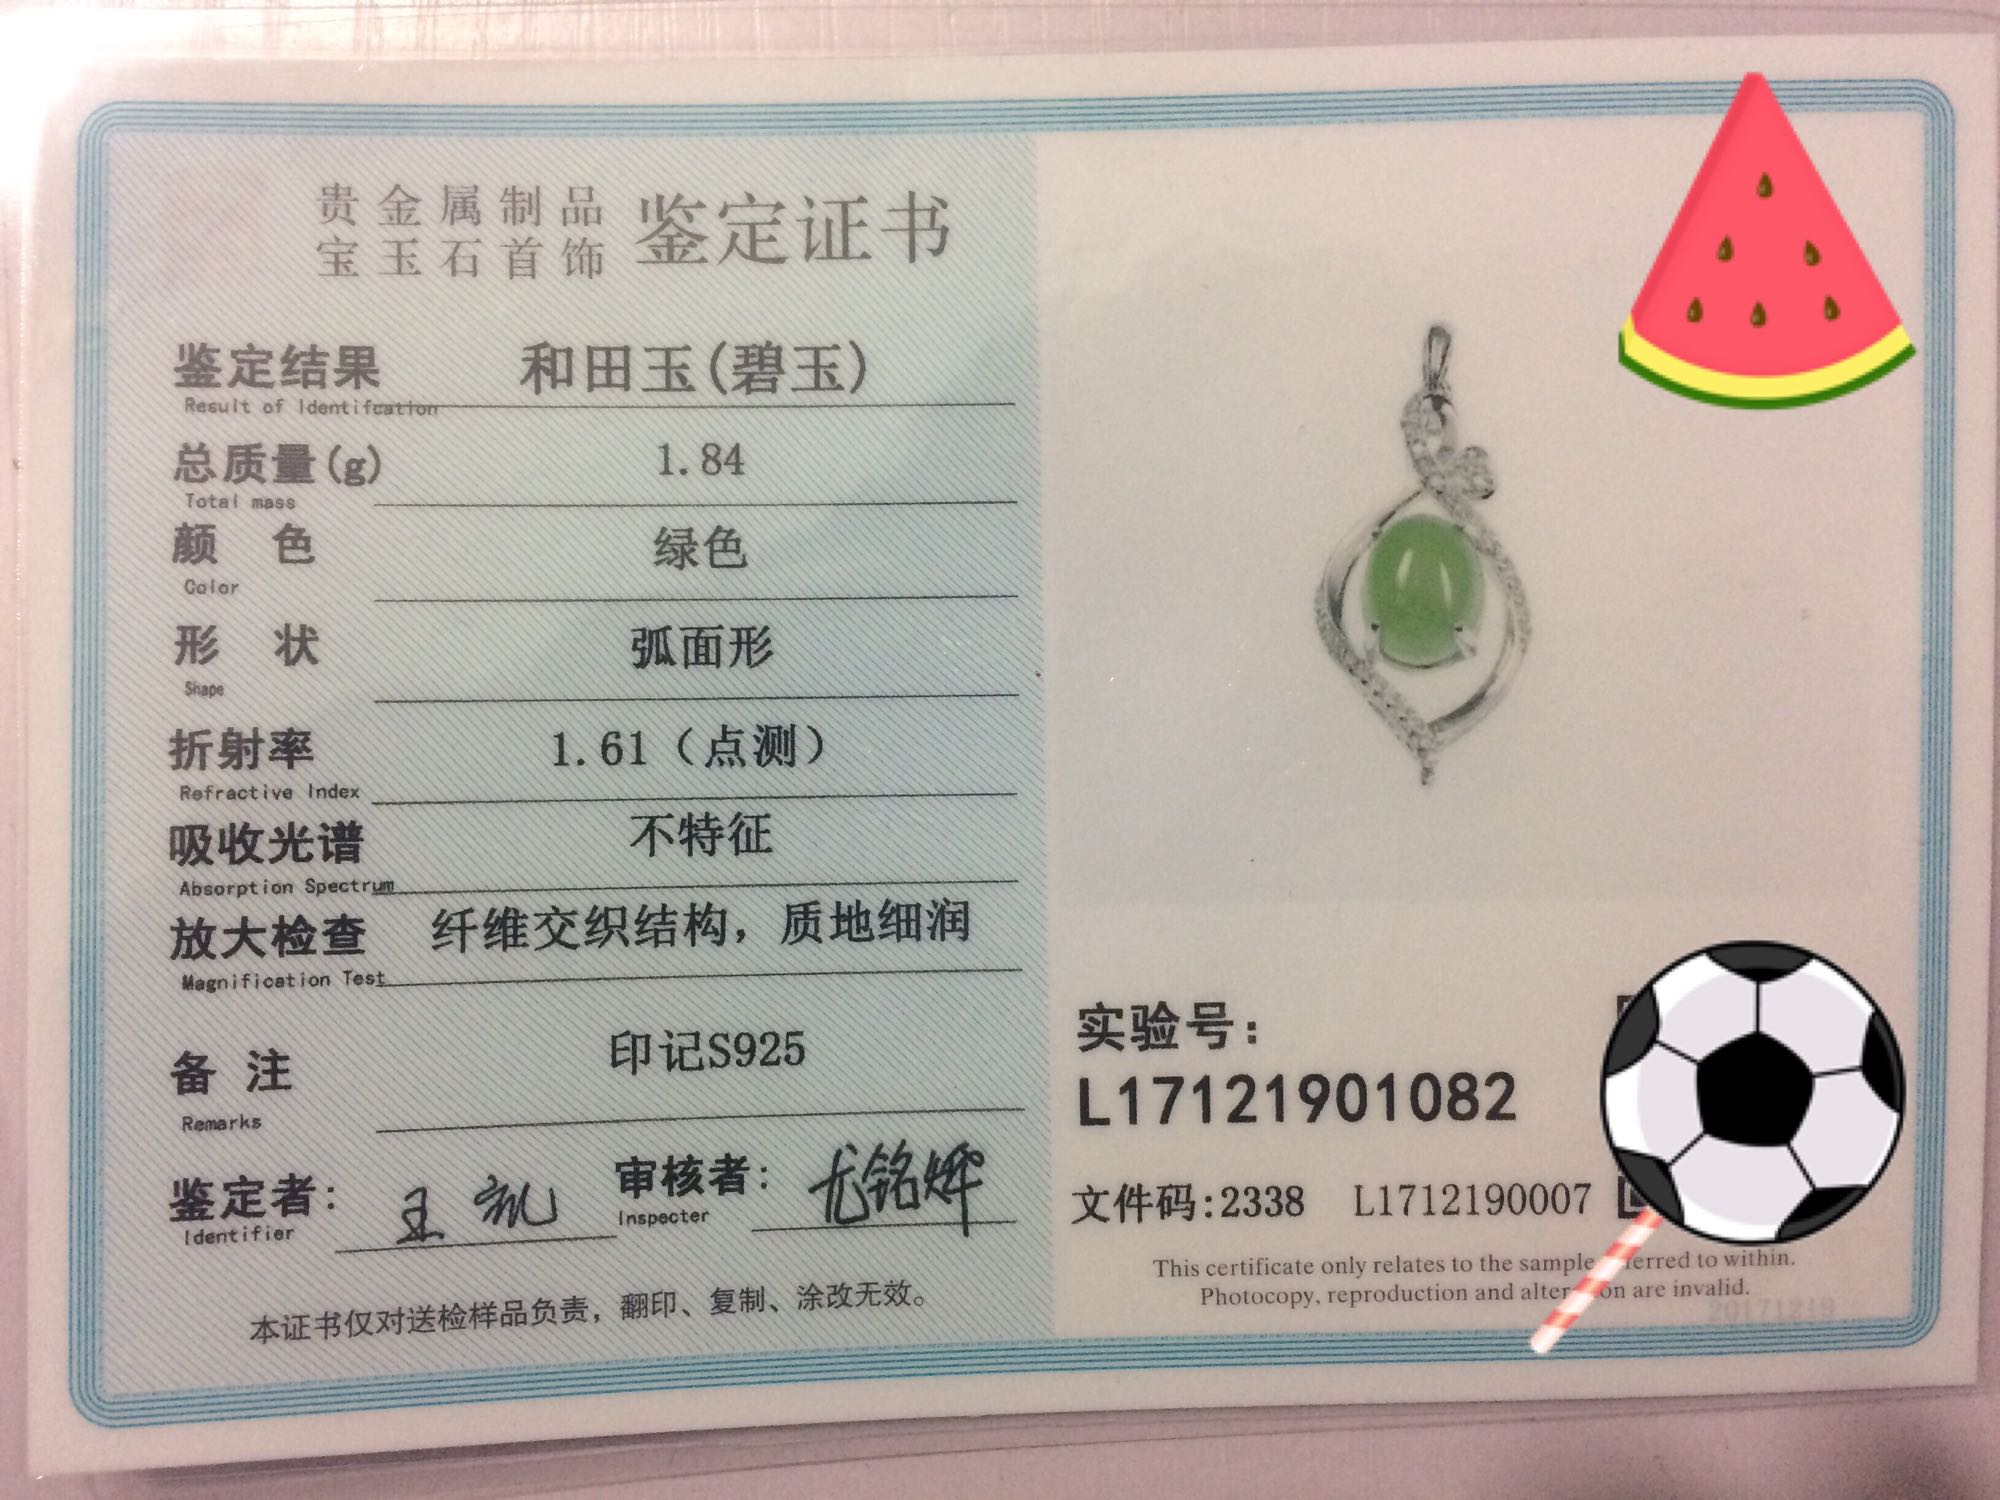 贵金属制品
宝玉石首饰
鉴定证书
鉴定结果 和田玉(碧玉)
Result of Identifcation
总质量(g) 1.84
Total mass
颜 色 绿色
Color
形 状 弧面形
Shape
折射率 1.61（点测）
Refractive Index
吸收光谱 不特征
Absorption Spectrum
放大检查 纤维交织结构，质地细润
Magnification Test
备 注 印记S925
Remarks
鉴定者: 王凯 审核者: 尤铭烨
Identifier Inspecter
本证书仅对送检样品负责，翻印、复制、涂改无效。
实验号:
L17121901082
文件码:2338 L1712190007
This certificate only relates to the sample to within.
Photocopy, reproduction and are invalid.
20171219